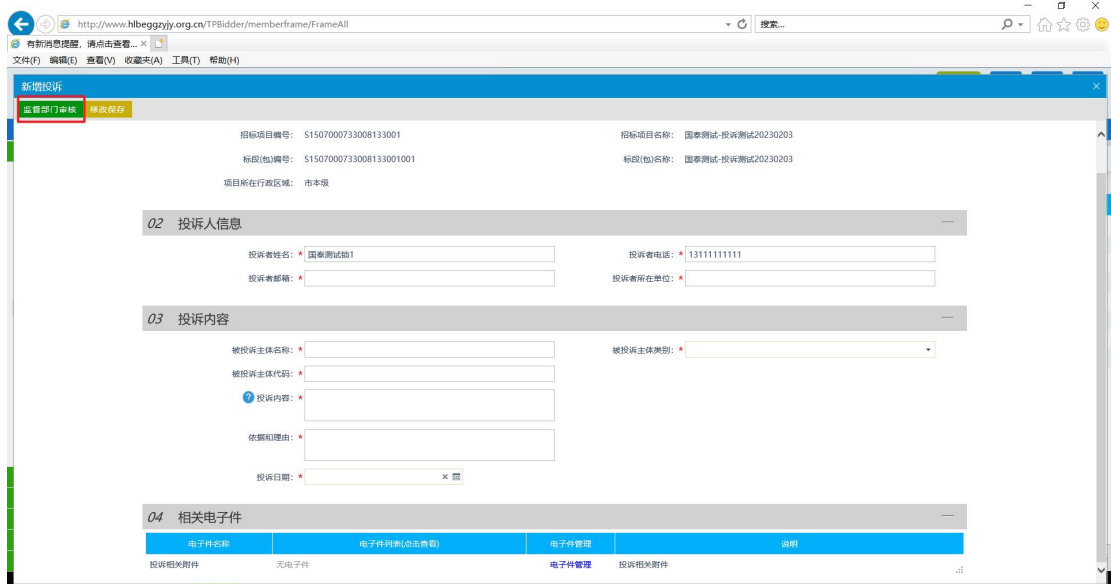 http://www.hlbeggzyjy.org.cn/TPBidder/memberframe/FrameAll
搜索...
有新消息提醒，请点击查看...
文件(F) 编辑(E) 查看(V) 收藏夹(A) 工具(T) 帮助(H)
新增投诉
监督部门审核 修改保存
招标项目编号： S1507000733008133001 招标项目名称： 国泰测试-投诉测试20230203
标段(包)编号： S1507000733008133001001 标段(包)名称： 国泰测试-投诉测试20230203
项目所在行政区域： 市本级
02 投诉人信息
投诉者姓名： * 国泰测试锁1 投诉者电话： * 13111111111
投诉者邮箱： * 投诉者所在单位： *
03 投诉内容
被投诉主体名称： * 被投诉主体类别： *
被投诉主体代码： *
? 投诉内容： *
依据和理由： *
投诉日期： *
04 相关电子件
电子件名称 电子件列表(点击查看) 电子件管理 说明
投诉相关附件 无电子件 电子件管理 投诉相关附件